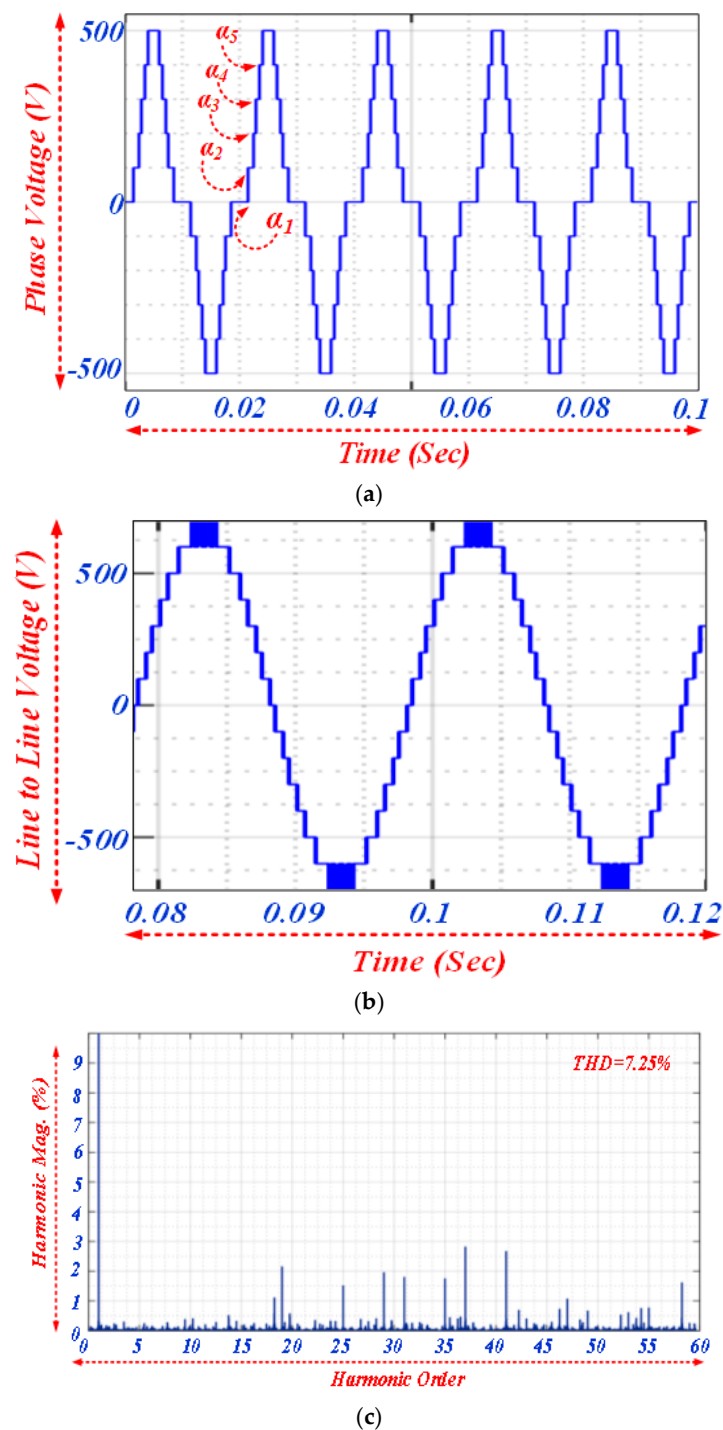 500
0
-500
Phase Voltage (V)
α5
α4
α3
α2
α1
0 0.02 0.04 0.06 0.08 0.1
Time (Sec)
(a)
500
0
-500
Line to Line Voltage (V)
0.08 0.09 0.1 0.11 0.12
Time (Sec)
(b)
THD=7.25%
9
8
7
6
5
4
3
2
1
0
Harmonic Mag. (%)
0 5 10 15 20 25 30 35 40 45 50 55 60
Harmonic Order
(c)